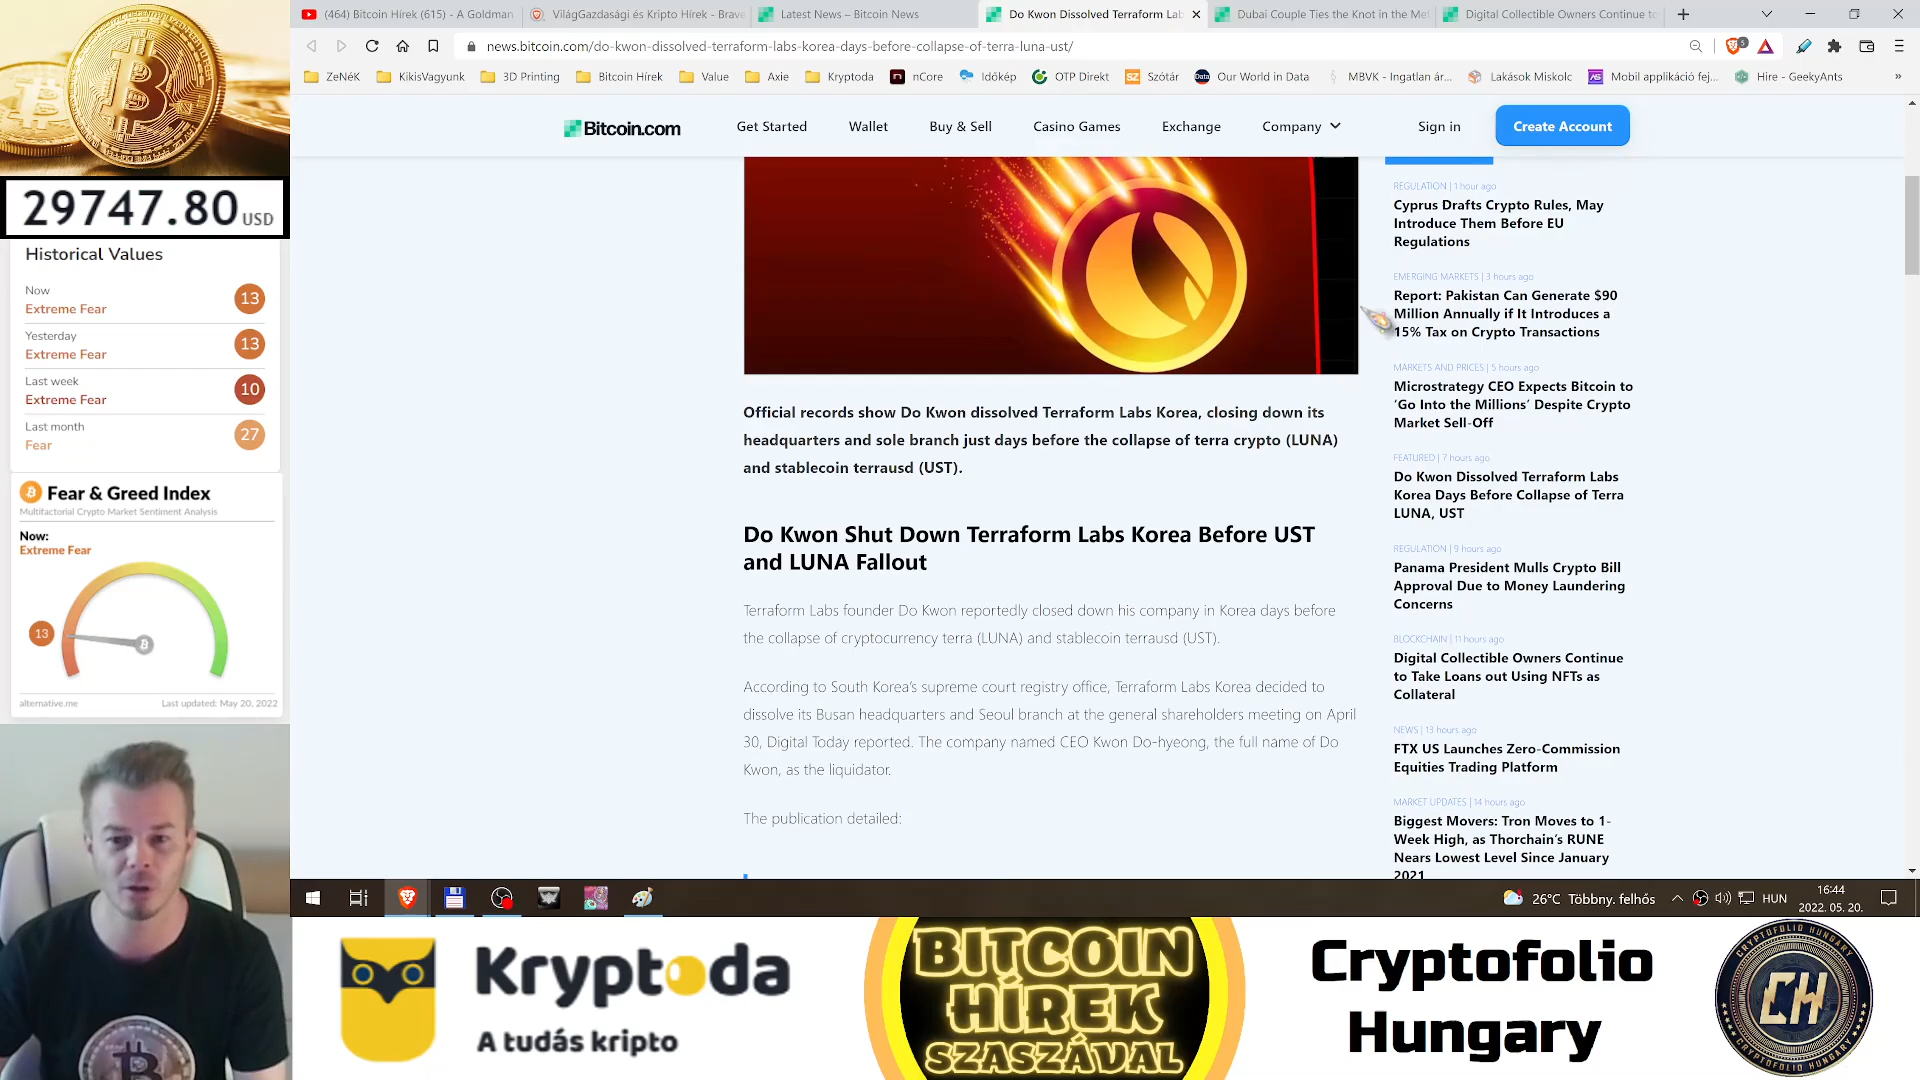 (464) Bitcoin Hírek (615) - A Goldman
VilágGazdasági és Kripto Hírek - Brave
Latest News – Bitcoin News
Do Kwon Dissolved Terraform Lab
Dubai Couple Ties the Knot in the Met
Digital Collectible Owners Continue to
news.bitcoin.com/do-kwon-dissolved-terraform-labs-korea-days-before-collapse-of-terra-luna-ust/
5
ZeNéK
KikisVagyunk
3D Printing
Bitcoin Hírek
Value
Axie
Kryptoda
nCore
Időkép
OTP Direkt
Szótár
Our World in Data
MBVK - Ingatlan ár...
Lakások Miskolc
Mobil applikáció fej...
Hire - GeekyAnts
»
Bitcoin.com
Get Started
Wallet
Buy & Sell
Casino Games
Exchange
Company
Sign in
Create Account
29747.80 USD
Historical Values
Now
Extreme Fear
13
Yesterday
Extreme Fear
13
Last week
Extreme Fear
10
Last month
Fear
27
Fear & Greed Index
Multifactorial Crypto Market Sentiment Analysis
Now:
Extreme Fear
13
alternative.me
Last updated: May 20, 2022
Official records show Do Kwon dissolved Terraform Labs Korea, closing down its
headquarters and sole branch just days before the collapse of terra crypto (LUNA)
and stablecoin terrausd (UST).
Do Kwon Shut Down Terraform Labs Korea Before UST
and LUNA Fallout
Terraform Labs founder Do Kwon reportedly closed down his company in Korea days before
the collapse of cryptocurrency terra (LUNA) and stablecoin terrausd (UST).
According to South Korea's supreme court registry office, Terraform Labs Korea decided to
dissolve its Busan headquarters and Seoul branch at the general shareholders meeting on April
30, Digital Today reported. The company named CEO Kwon Do-hyeong, the full name of Do
Kwon, as the liquidator.
The publication detailed:
REGULATION | 1 hour ago
Cyprus Drafts Crypto Rules, May
Introduce Them Before EU
Regulations
EMERGING MARKETS | 3 hours ago
Report: Pakistan Can Generate $90
Million Annually if It Introduces a
15% Tax on Crypto Transactions
MARKETS AND PRICES | 5 hours ago
Microstrategy CEO Expects Bitcoin to
'Go Into the Millions' Despite Crypto
Market Sell-Off
FEATURED | 7 hours ago
Do Kwon Dissolved Terraform Labs
Korea Days Before Collapse of Terra
LUNA, UST
REGULATION | 9 hours ago
Panama President Mulls Crypto Bill
Approval Due to Money Laundering
Concerns
BLOCKCHAIN | 11 hours ago
Digital Collectible Owners Continue
to Take Loans out Using NFTs as
Collateral
NEWS | 13 hours ago
FTX US Launches Zero-Commission
Equities Trading Platform
MARKET UPDATES | 14 hours ago
Biggest Movers: Tron Moves to 1-
Week High, as Thorchain's RUNE
Nears Lowest Level Since January
2021
26°C Többny. felhős
HUN
16:44
2022. 05. 20.
Kryptoda
A tudás kripto
BITCOIN
HÍREK
SZASZÁVAL
Cryptofolio
Hungary
CRYPTOFOLIO HUNGARY
CH
CRYPTOFOLIO HUNGARY